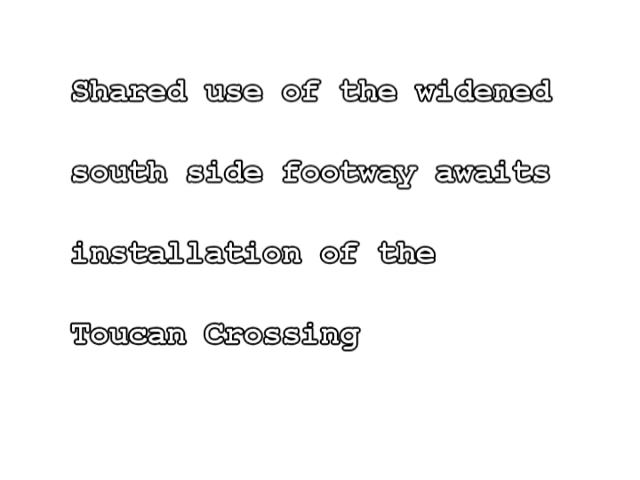 Shared use of the widened
south side footway awaits
installation of the
Toucan Crossing